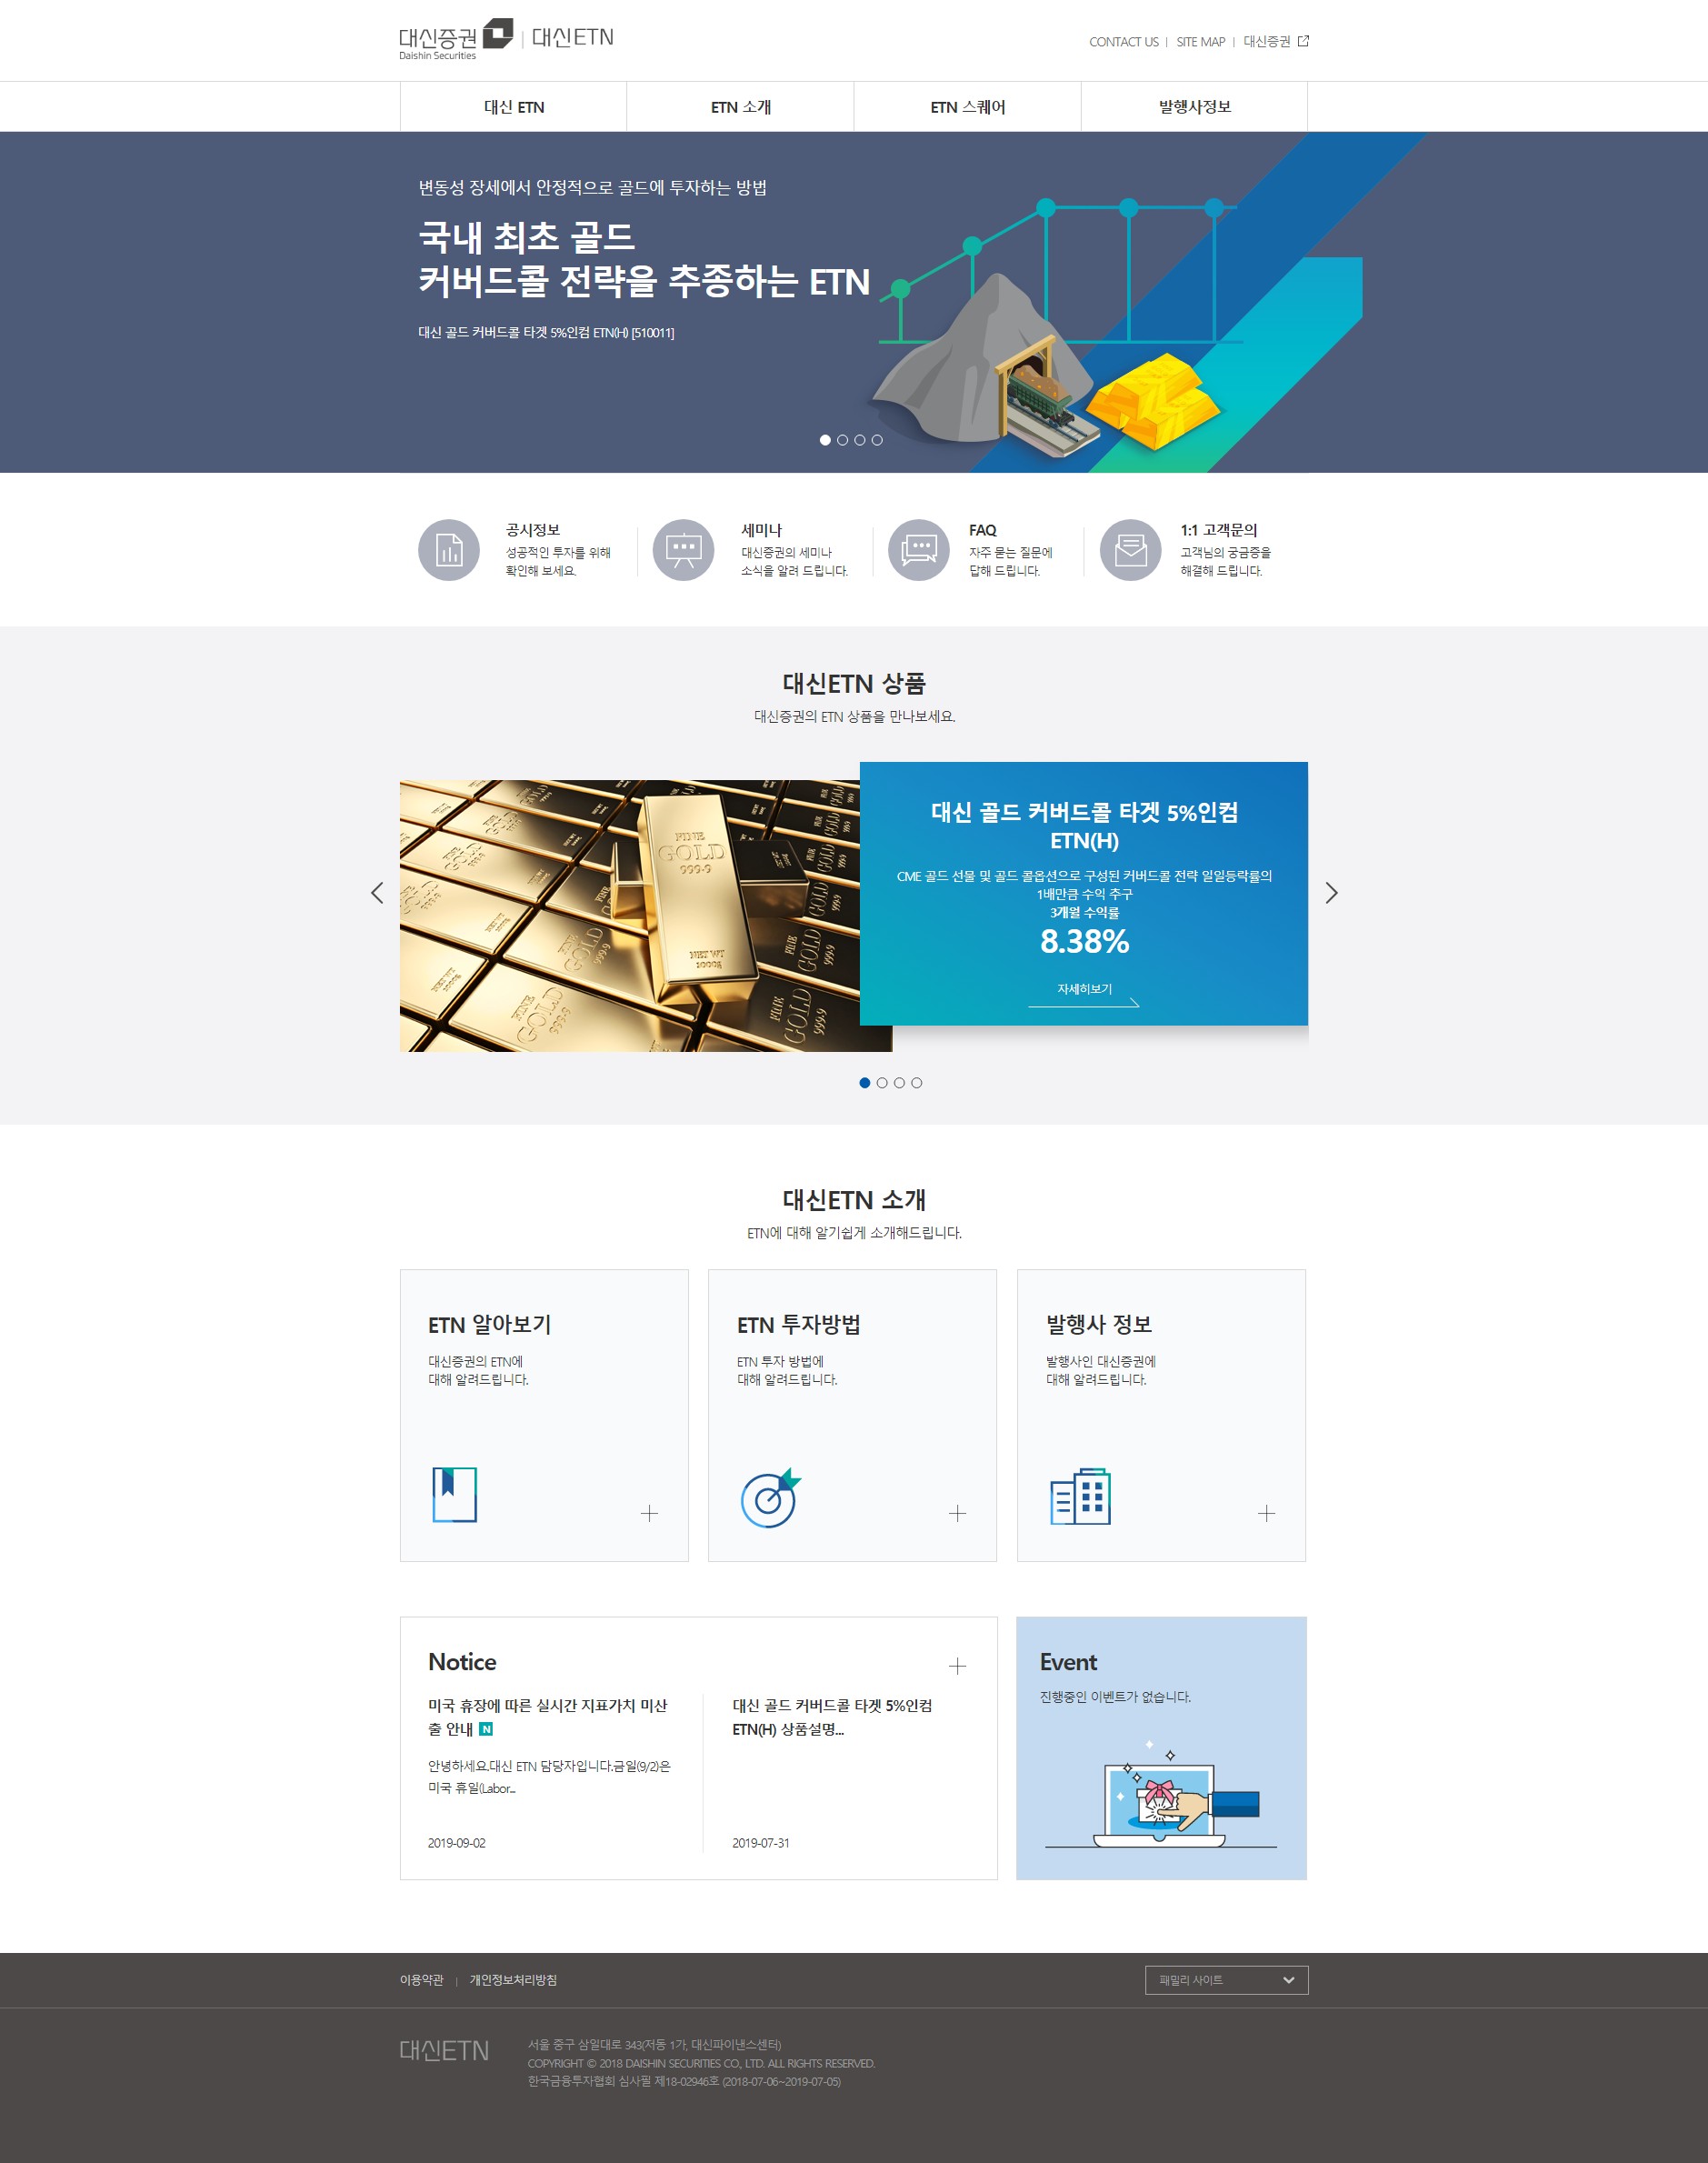 대신증권
Daishin Securities
대신ETN
CONTACT US
SITE MAP
대신증권
대신 ETN
ETN 소개
ETN 스퀘어
발행사정보
변동성 장세에서 안정적으로 골드에 투자하는 방법
국내 최초 골드
커버드콜 전략을 추종하는 ETN
대신 골드 커버드콜 타겟 5%인컴 ETN(H) [510011]
공시정보
성공적인 투자를 위해
확인해 보세요.
세미나
대신증권의 세미나
소식을 알려 드립니다.
FAQ
자주 묻는 질문에
답해 드립니다.
1:1 고객문의
고객님의 궁금증을
해결해 드립니다.
대신ETN 상품
대신증권의 ETN 상품을 만나보세요.
FINE
GOLD
999.9
NET WT
1000g
대신 골드 커버드콜 타겟 5%인컴
ETN(H)
CME 골드 선물 및 골드 콜옵션으로 구성된 커버드콜 전략 일일등락률의
1배만큼 수익 추구
3개월 수익률
8.38%
자세히보기
대신ETN 소개
ETN에 대해 알기쉽게 소개해드립니다.
ETN 알아보기
대신증권의 ETN에
대해 알려드립니다.
ETN 투자방법
ETN 투자 방법에
대해 알려드립니다.
발행사 정보
발행사인 대신증권에
대해 알려드립니다.
Notice
미국 휴장에 따른 실시간 지표가치 미산
출 안내 N
안녕하세요.대신 ETN 담당자입니다.금일(9/2)은
미국 휴일(Labor...
2019-09-02
대신 골드 커버드콜 타겟 5%인컴
ETN(H) 상품설명...
2019-07-31
Event
진행중인 이벤트가 없습니다.
이용약관
개인정보처리방침
패밀리 사이트
대신ETN
서울 중구 삼일대로 343(저동 1가, 대신파이낸스센터)
COPYRIGHT © 2018 DAISHIN SECURITIES CO., LTD. ALL RIGHTS RESERVED.
한국금융투자협회 심사필 제18-02946호 (2018-07-06~2019-07-05)